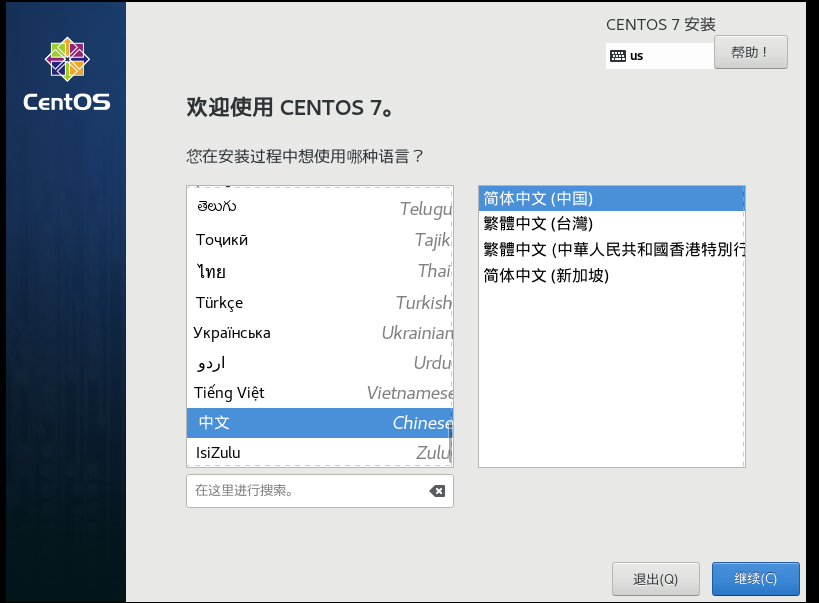 CENTOS 7 安装
us
帮助！
CentOS
欢迎使用 CENTOS 7。
您在安装过程中想使用哪种语言？
తెలుగు Telugu
Тоҷикӣ Tajik
ไทย Thai
Türkçe Turkish
Українська Ukrainian
اردو Urdu
Tiếng Việt Vietnamese
中文 Chinese
IsiZulu Zulu
在这里进行搜索。
简体中文 (中国)
繁體中文 (台灣)
繁體中文 (中華人民共和國香港特別行
简体中文 (新加坡)
退出(Q)
继续(C)